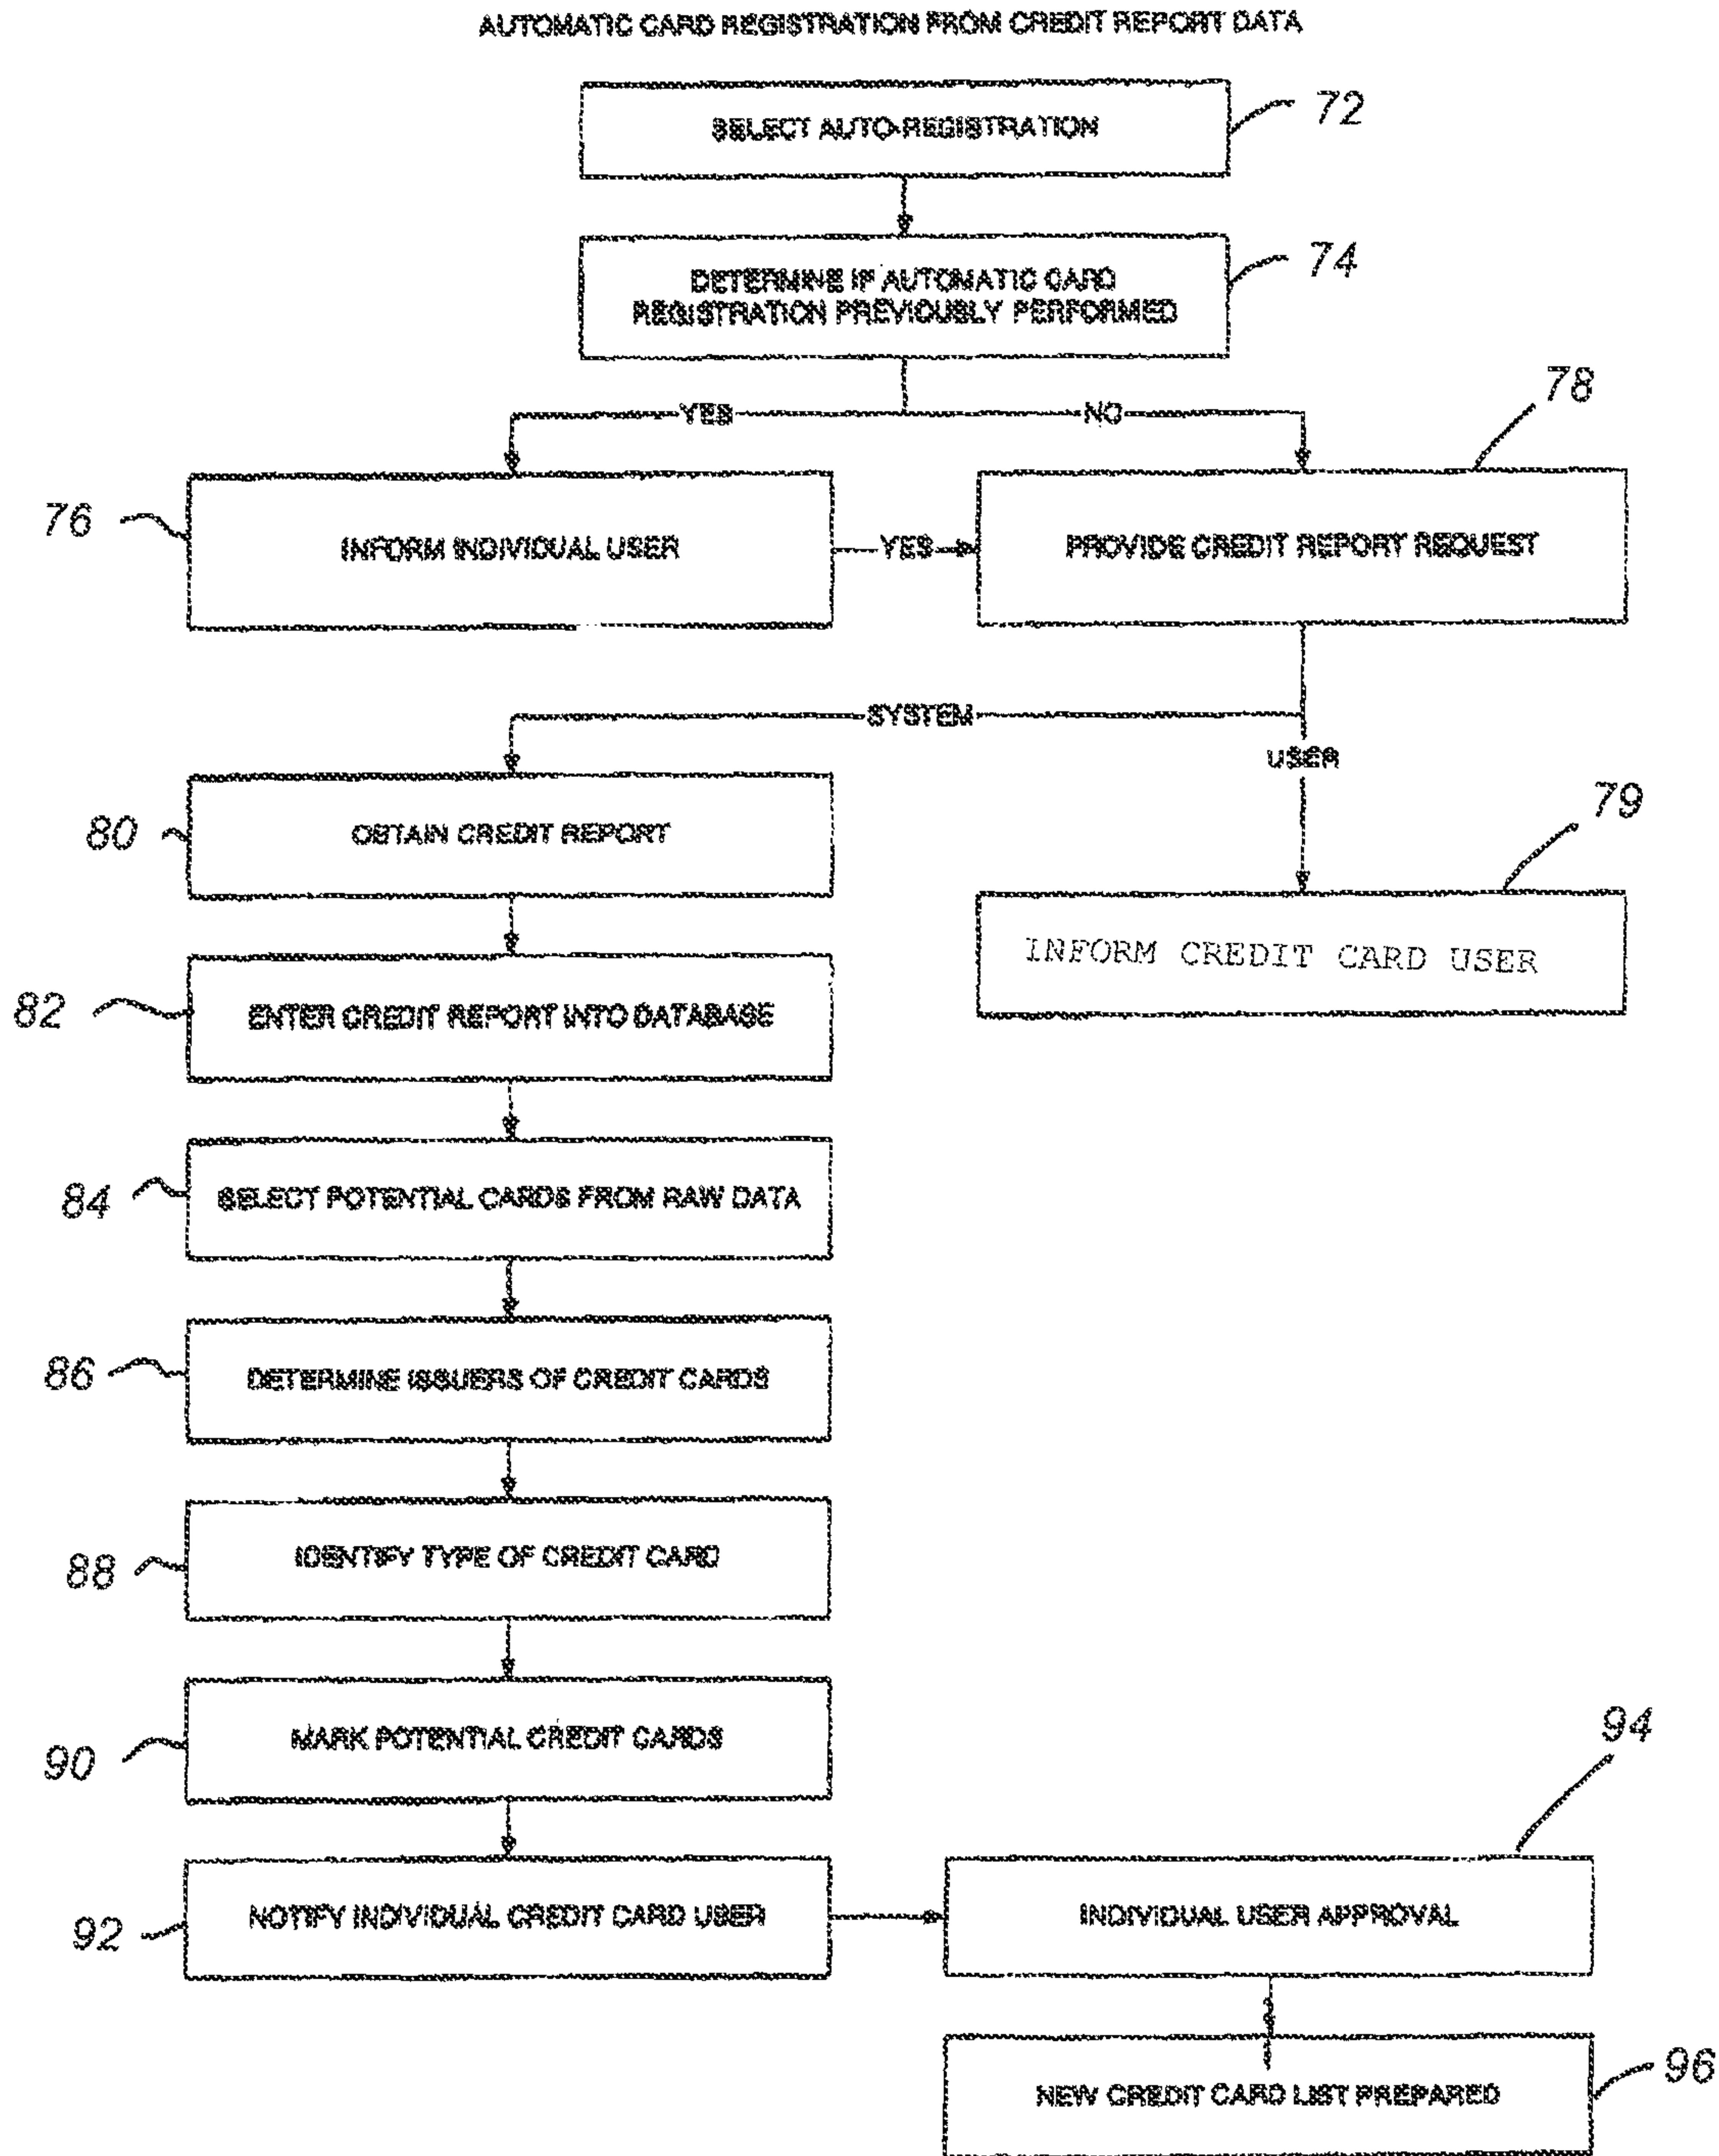 AUTOMATIC CARD REGISTRATION FROM CREDIT REPORT DATA
SELECT AUTO-REGISTRATION
72
DETERMINE IF AUTOMATIC CARD
REGISTRATION PREVIOUSLY PERFORMED
74
YES
NO
78
76
INFORM INDIVIDUAL USER
YES
PROVIDE CREDIT REPORT REQUEST
SYSTEM
USER
79
80
OBTAIN CREDIT REPORT
INFORM CREDIT CARD USER
82
ENTER CREDIT REPORT INTO DATABASE
84
SELECT POTENTIAL CARDS FROM RAW DATA
86
DETERMINE ISSUERS OF CREDIT CARDS
88
IDENTIFY TYPE OF CREDIT CARD
90
MARK POTENTIAL CREDIT CARDS
94
92
NOTIFY INDIVIDUAL CREDIT CARD USER
INDIVIDUAL USER APPROVAL
NEW CREDIT CARD LIST PREPARED
96